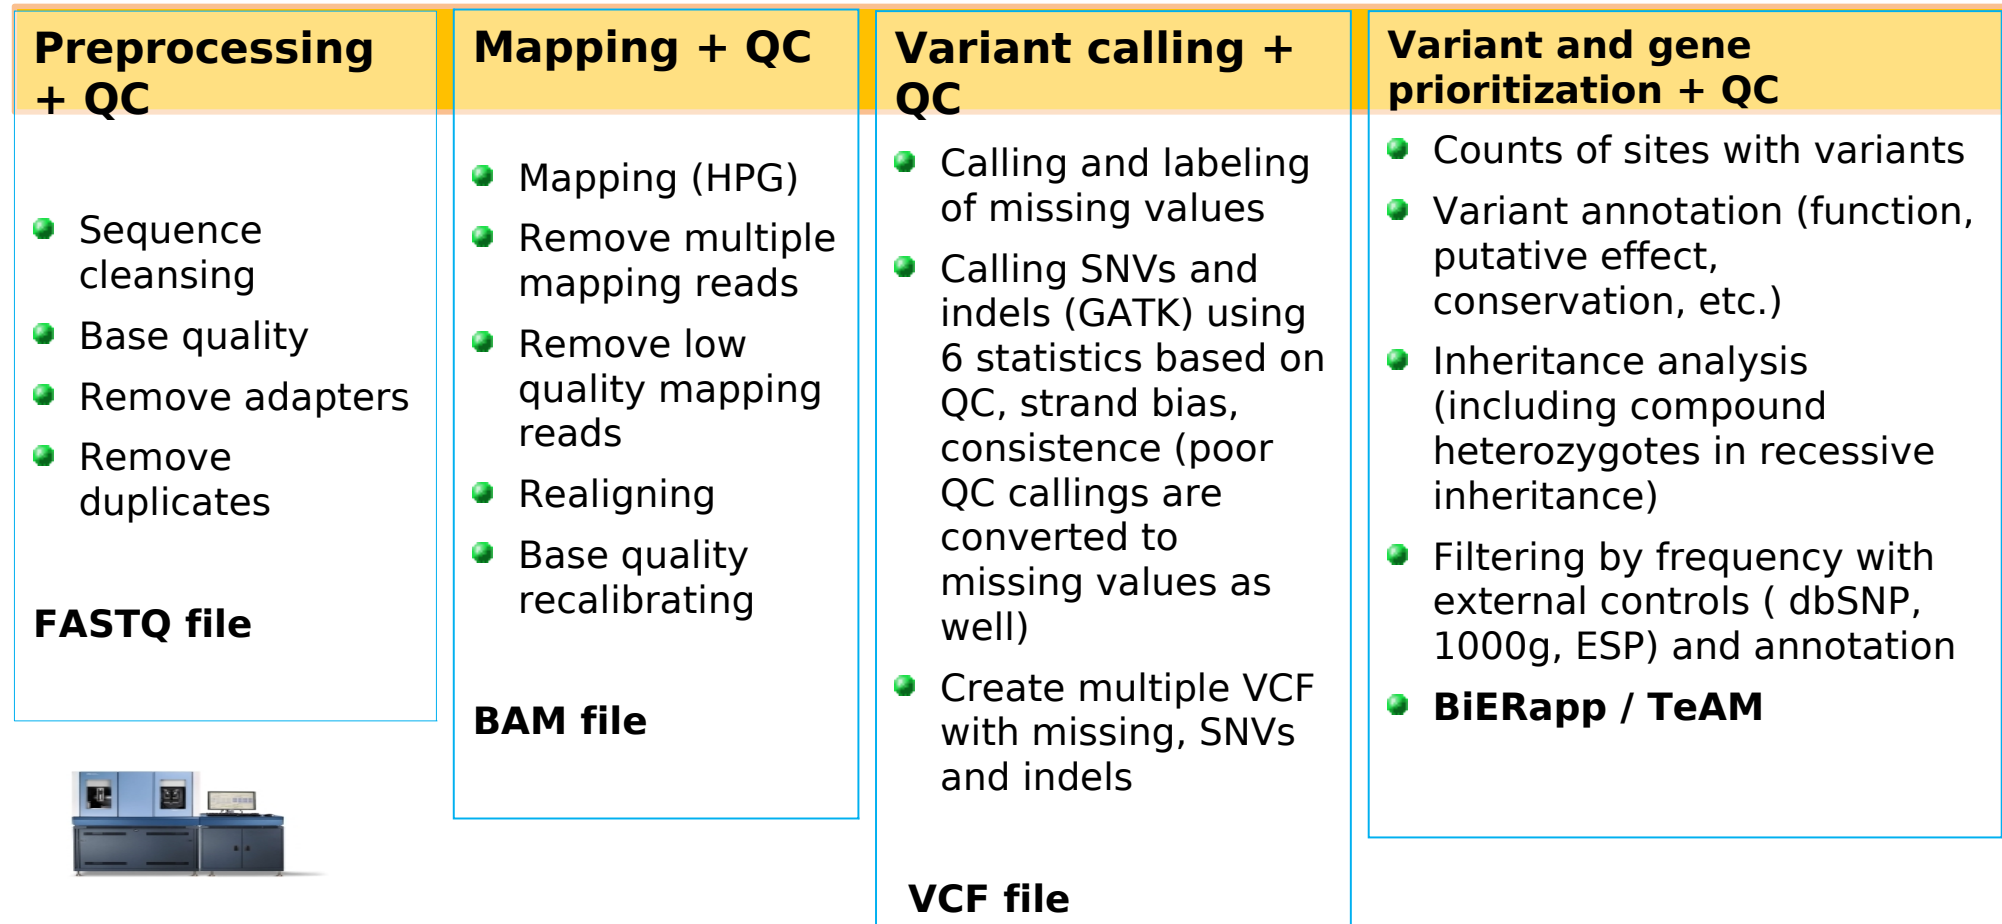 Preprocessing
+ QC
Sequence
cleansing
Base quality
Remove adapters
Remove
duplicates
FASTQ file
Mapping + QC
Mapping (HPG)
Remove multiple
mapping reads
Remove low
quality mapping
reads
Realigning
Base quality
recalibrating
BAM file
Variant calling +
QC
Calling and labeling
of missing values
Calling SNVs and
indels (GATK) using
6 statistics based on
QC, strand bias,
consistence (poor
QC callings are
converted to
missing values as
well)
Create multiple VCF
with missing, SNVs
and indels
VCF file
Variant and gene
prioritization + QC
Counts of sites with variants
Variant annotation (function,
putative effect,
conservation, etc.)
Inheritance analysis
(including compound
heterozygotes in recessive
inheritance)
Filtering by frequency with
external controls ( dbSNP,
1000g, ESP) and annotation
BiERapp / TeAM